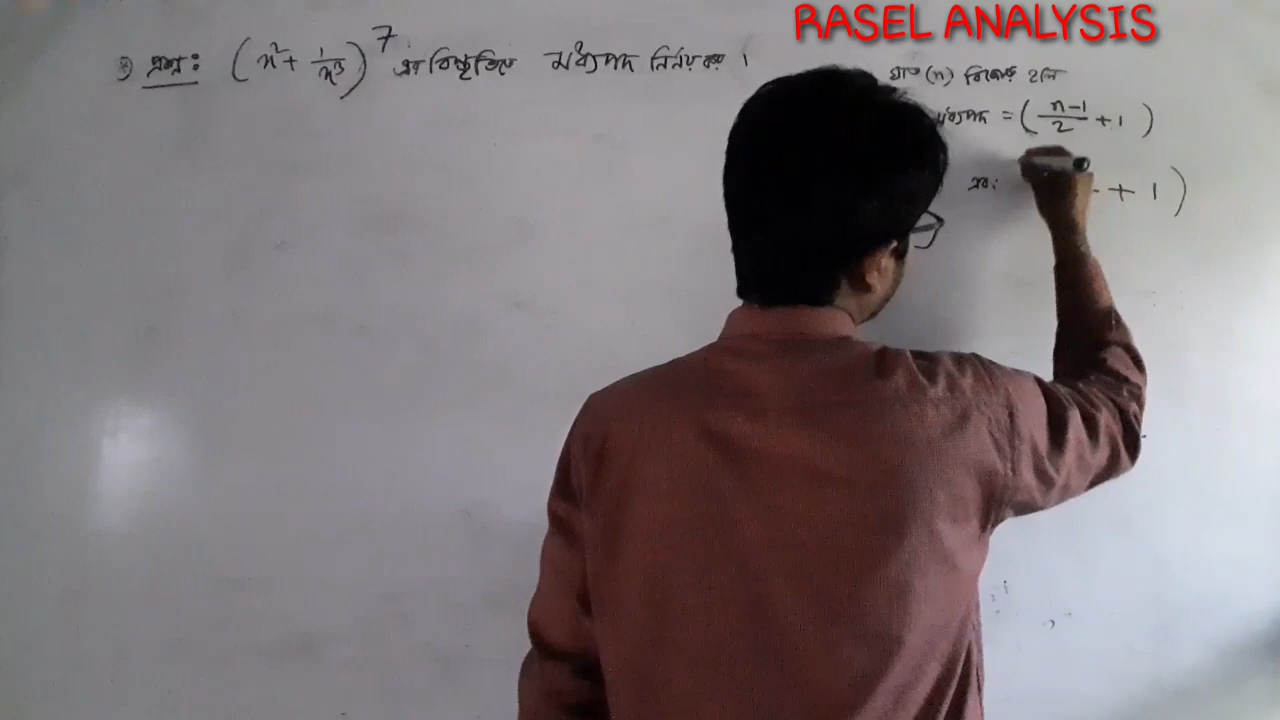 RASEL ANALYSIS
প্রশ্ন: (x² + 1/x³)⁷ এর বিস্তৃতিতে মধ্যপদ নির্ণয় কর।
ঘাত (n) বিজোড় হলে
মধ্যপদ = (n-1/2 + 1)
এবং + 1)